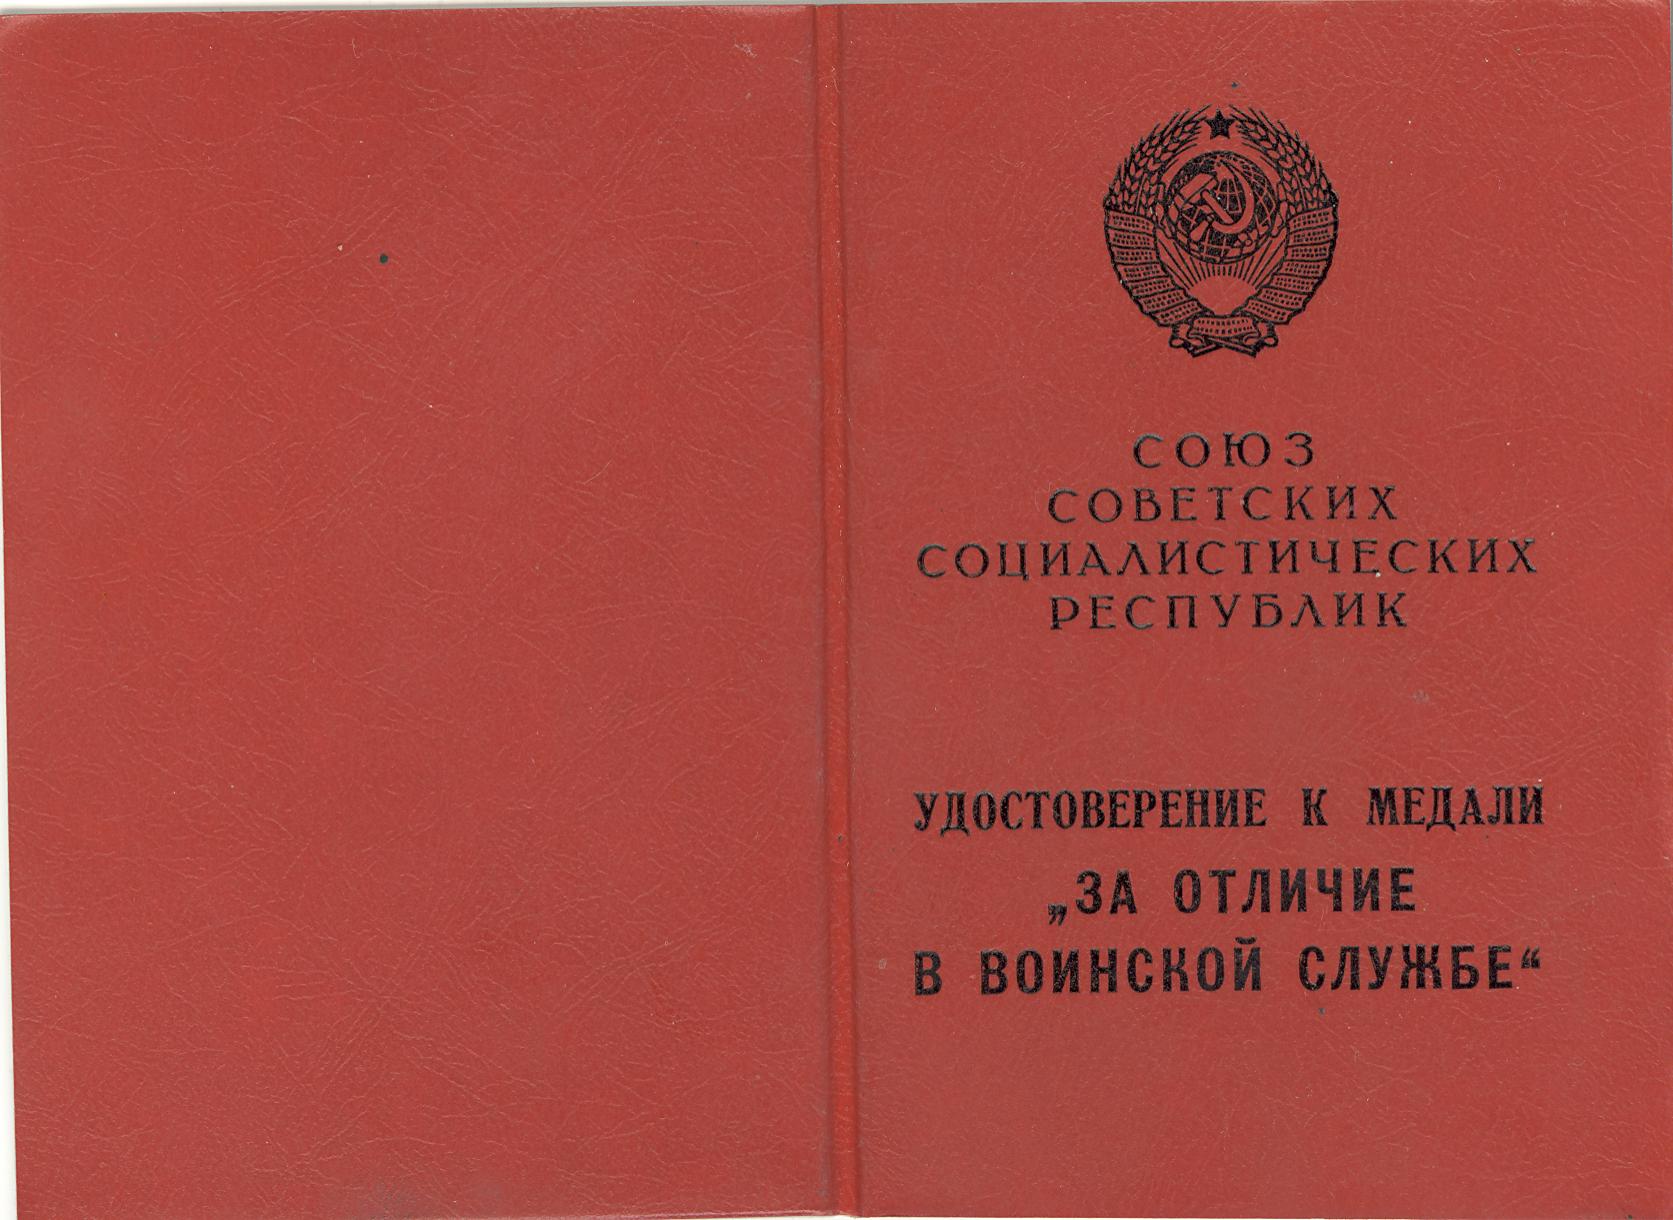 СОЮЗ
СОВЕТСКИХ
СОЦИАЛИСТИЧЕСКИХ
РЕСПУБЛИК
УДОСТОВЕРЕНИЕ К МЕДАЛИ
„ЗА ОТЛИЧИЕ
В ВОИНСКОЙ СЛУЖБЕ“